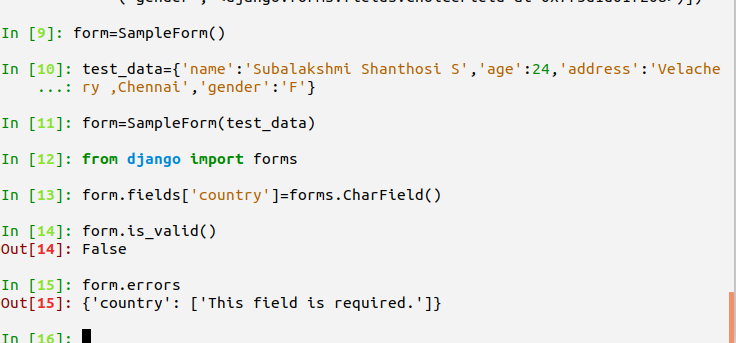 In [9]: form=SampleForm()
In [10]: test_data={'name':'Subalakshmi Shanthosi S','age':24,'address':'Velache
...: ry ,Chennai','gender':'F'}
In [11]: form=SampleForm(test_data)
In [12]: from django import forms
In [13]: form.fields['country']=forms.CharField()
In [14]: form.is_valid()
Out[14]: False
In [15]: form.errors
Out[15]: {'country': ['This field is required.']}
In [16]: